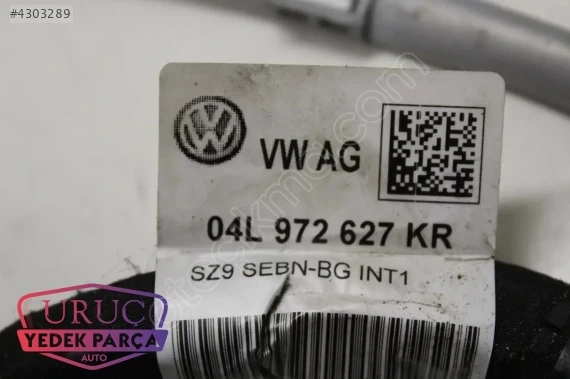 #4303289
VW AG
04L 972 627 KR
SZ9 SEBN-BG INT1
URUÇ
YEDEK PARÇA
AUTO